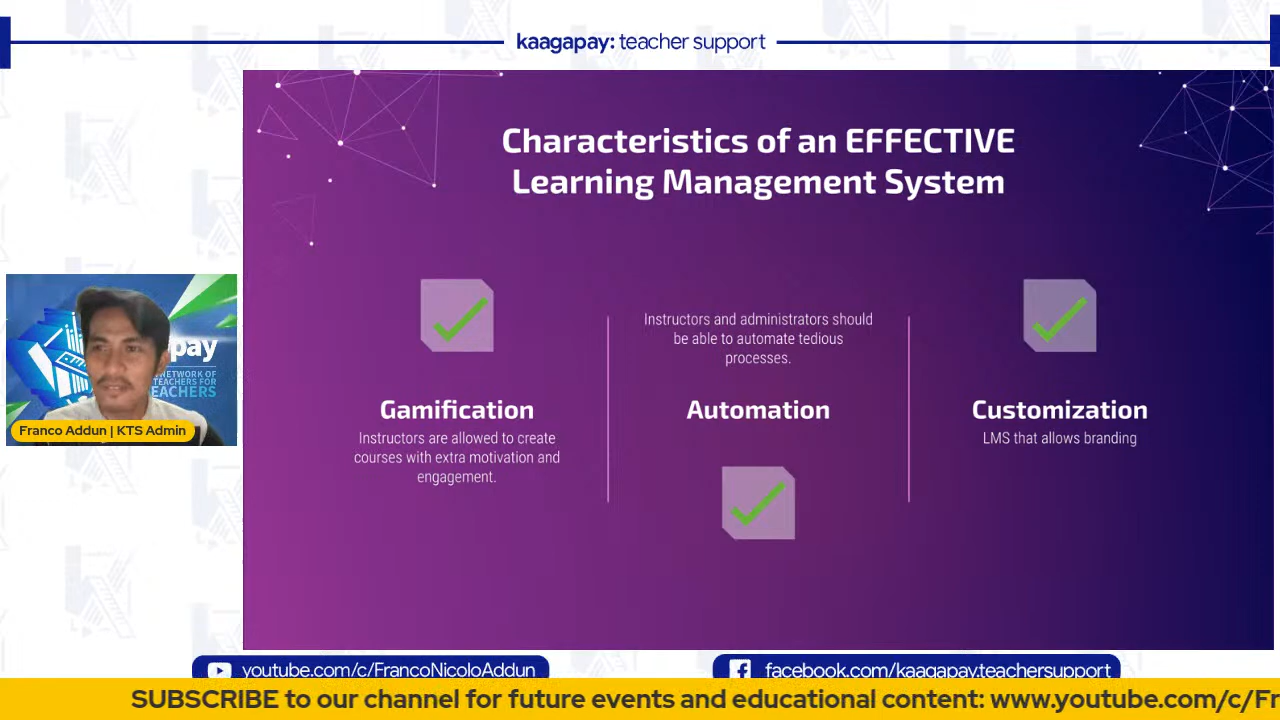 kaagapay: teacher support
Characteristics of an EFFECTIVE
Learning Management System
Gamification
Instructors are allowed to create
courses with extra motivation and
engagement.
Instructors and administrators should
be able to automate tedious
processes.
Automation
Customization
LMS that allows branding
pay
NETWORK OF
TEACHERS FOR
TEACHERS
Franco Addun | KTS Admin
youtube.com/c/FrancoNicoloAddun
facebook.com/kaagapay.teachersupport
SUBSCRIBE to our channel for future events and educational content: www.youtube.com/c/Fr